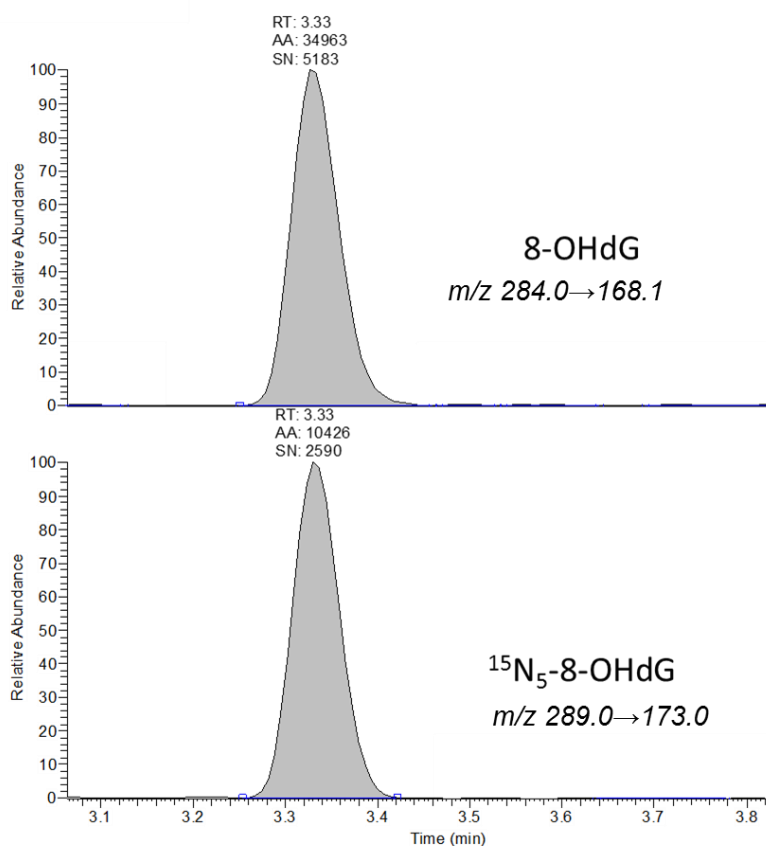 RT: 3.33
AA: 34963
SN: 5183
100
90
80
70
60
50
40
30
20
10
0
Relative Abundance
8-OHdG
m/z 284.0→168.1
RT: 3.33
AA: 10426
SN: 2590
100
90
80
70
60
50
40
30
20
10
0
Relative Abundance
¹⁵N₅-8-OHdG
m/z 289.0→173.0
3.1 3.2 3.3 3.4 3.5 3.6 3.7 3.8
Time (min)